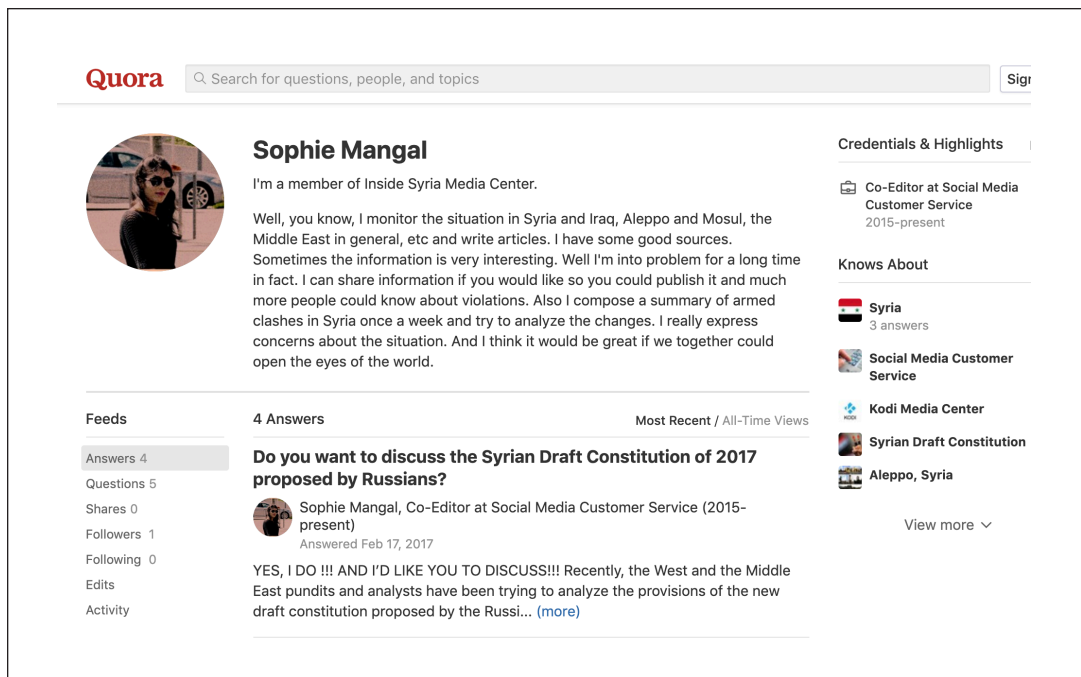 Quora
Search for questions, people, and topics
Sign
Sophie Mangal
I'm a member of Inside Syria Media Center.
Well, you know, I monitor the situation in Syria and Iraq, Aleppo and Mosul, the
Middle East in general, etc and write articles. I have some good sources.
Sometimes the information is very interesting. Well I'm into problem for a long time
in fact. I can share information if you would like so you could publish it and much
more people could know about violations. Also I compose a summary of armed
clashes in Syria once a week and try to analyze the changes. I really express
concerns about the situation. And I think it would be great if we together could
open the eyes of the world.
Credentials & Highlights
Co-Editor at Social Media
Customer Service
2015-present
Knows About
Syria
3 answers
Social Media Customer
Service
Kodi Media Center
Syrian Draft Constitution
Aleppo, Syria
View more
Feeds
Answers 4
Questions 5
Shares 0
Followers 1
Following 0
Edits
Activity
4 Answers
Most Recent / All-Time Views
Do you want to discuss the Syrian Draft Constitution of 2017
proposed by Russians?
Sophie Mangal, Co-Editor at Social Media Customer Service (2015-
present)
Answered Feb 17, 2017
YES, I DO !!! AND I'D LIKE YOU TO DISCUSS!!! Recently, the West and the Middle
East pundits and analysts have been trying to analyze the provisions of the new
draft constitution proposed by the Russi... (more)